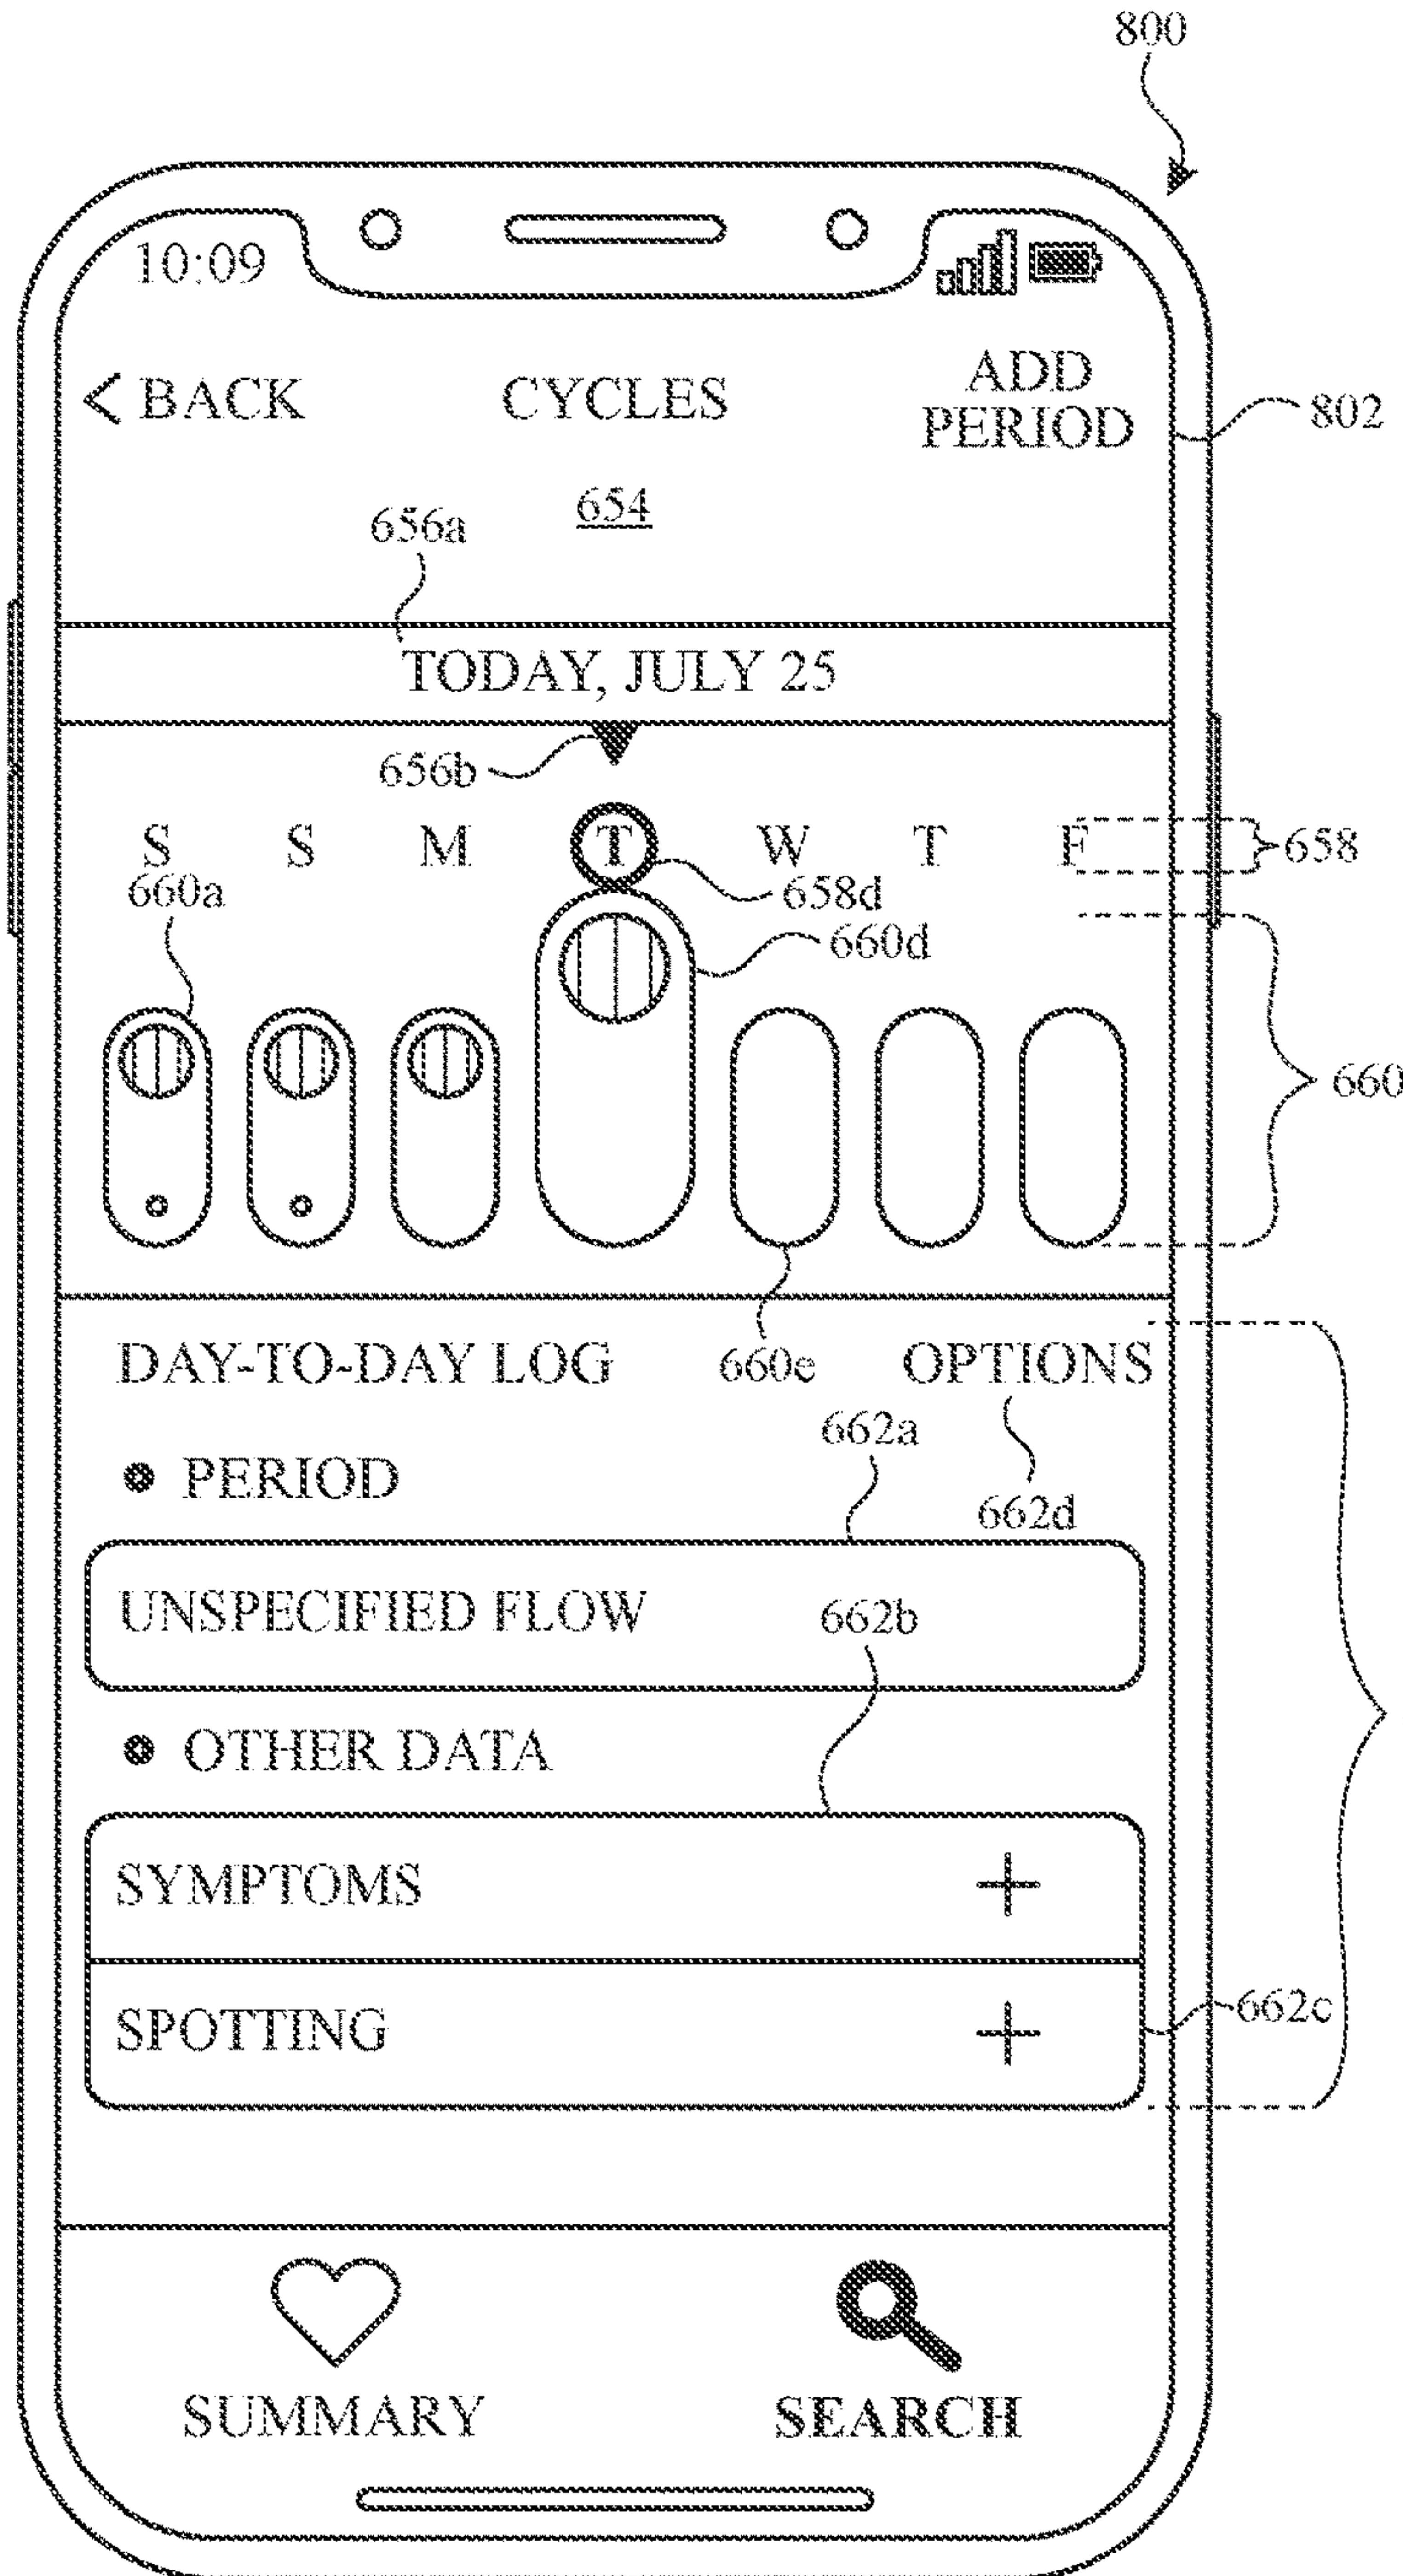 800
10:09
< BACK CYCLES ADD PERIOD
802
654
656a
TODAY, JULY 25
656b
S S M T W T F
658
660a
658d
660d
660
DAY-TO-DAY LOG 660e OPTIONS
662a
PERIOD
662d
UNSPECIFIED FLOW
662b
OTHER DATA
SYMPTOMS +
SPOTTING +
662c
SUMMARY SEARCH